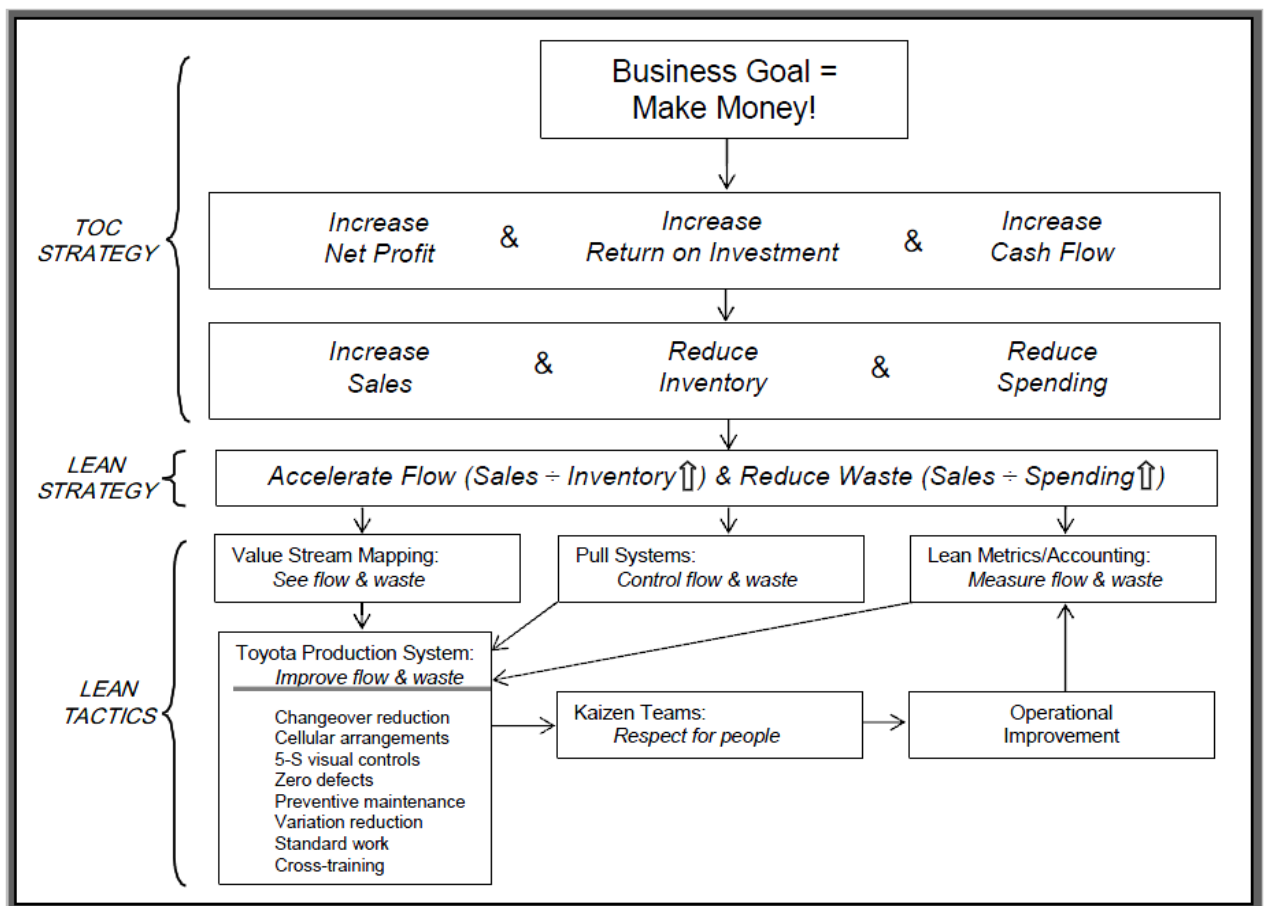 Business Goal =
Make Money!
TOC
STRATEGY
Increase
Net Profit
&
Increase
Return on Investment
&
Increase
Cash Flow
Increase
Sales
&
Reduce
Inventory
&
Reduce
Spending
LEAN
STRATEGY
Accelerate Flow (Sales ÷ Inventory⇧) & Reduce Waste (Sales ÷ Spending⇧)
LEAN
TACTICS
Value Stream Mapping:
See flow & waste
Pull Systems:
Control flow & waste
Lean Metrics/Accounting:
Measure flow & waste
Toyota Production System:
Improve flow & waste
Changeover reduction
Cellular arrangements
5-S visual controls
Zero defects
Preventive maintenance
Variation reduction
Standard work
Cross-training
Kaizen Teams:
Respect for people
Operational
Improvement